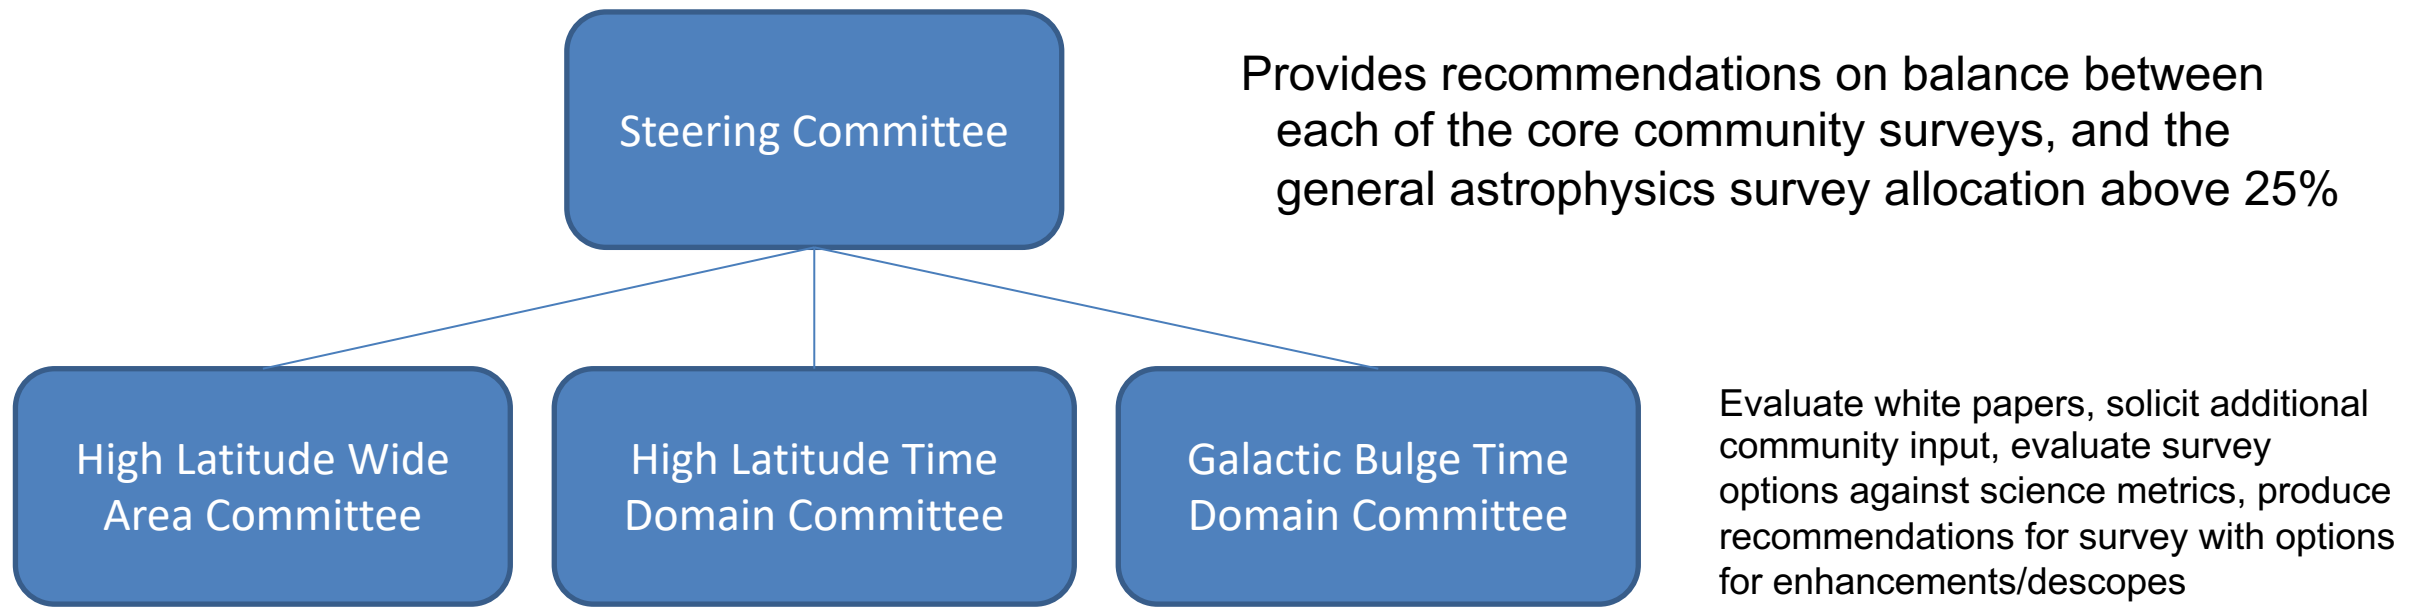 Steering Committee
Provides recommendations on balance between
each of the core community surveys, and the
general astrophysics survey allocation above 25%
High Latitude Wide
Area Committee
High Latitude Time
Domain Committee
Galactic Bulge Time
Domain Committee
Evaluate white papers, solicit additional
community input, evaluate survey
options against science metrics, produce
recommendations for survey with options
for enhancements/descopes